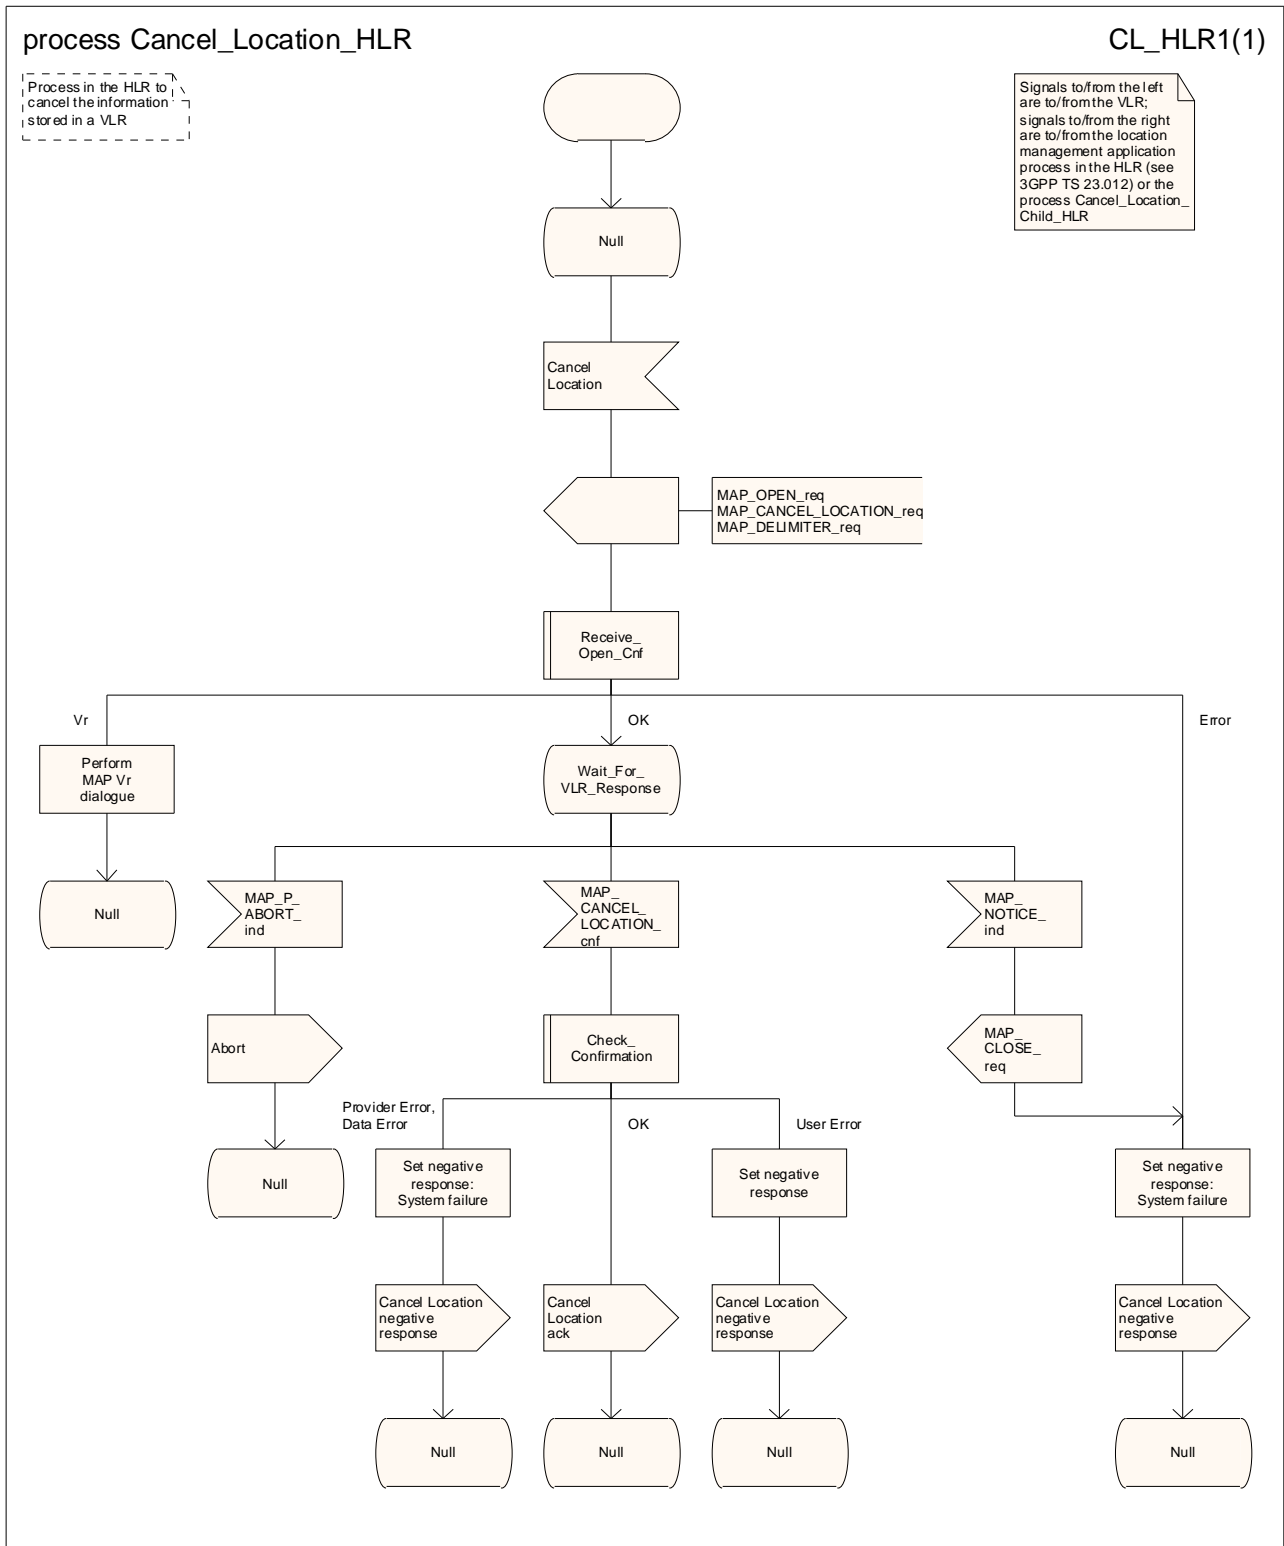 process Cancel_Location_HLR
CL_HLR1(1)
Process in the HLR to
cancel the information
stored in a VLR
Signals to/from the left
are to/from the VLR;
signals to/from the right
are to/from the location
management application
process in the HLR (see
3GPP TS 23.012) or the
process Cancel_Location_
Child_HLR
Null
Cancel
Location
MAP_OPEN_req
MAP_CANCEL_LOCATION_req
MAP_DELIMITER_req
Receive_
Open_Cnf
Vr
OK
Error
Perform
MAP Vr
dialogue
Wait_For_
VLR_Response
Null
MAP_P_
ABORT_
ind
MAP_
CANCEL_
LOCATION_
cnf
MAP_
NOTICE_
ind
Abort
Check_
Confirmation
MAP_
CLOSE_
req
Provider Error,
Data Error
OK
User Error
Null
Set negative
response:
System failure
Set negative
response
Set negative
response:
System failure
Cancel Location
negative
response
Cancel
Location
ack
Cancel Location
negative
response
Cancel Location
negative
response
Null
Null
Null
Null